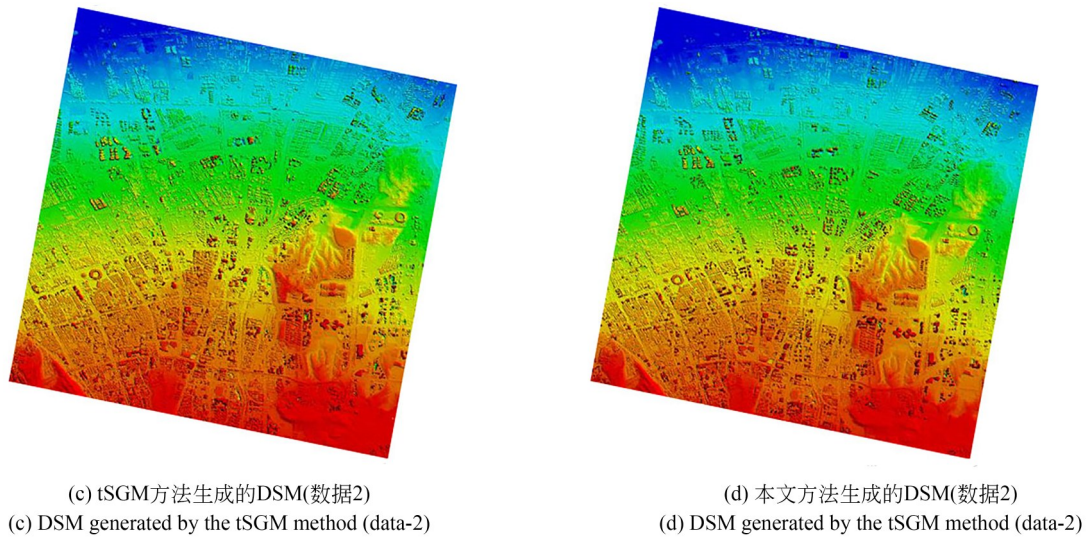 (c) tSGM方法生成的DSM(数据2)
(c) DSM generated by the tSGM method (data-2)
(d) 本文方法生成的DSM(数据2)
(d) DSM generated by the tSGM method (data-2)